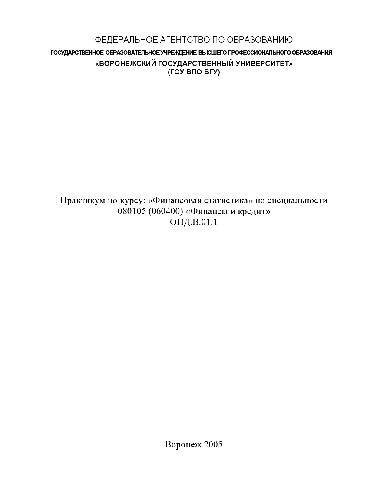 ФЕДЕРАЛЬНОЕ АГЕНТСТВО ПО ОБРАЗОВАНИЮ
ГОСУДАРСТВЕННОЕ ОБРАЗОВАТЕЛЬНОЕ УЧРЕЖДЕНИЕ ВЫСШЕГО ПРОФЕССИОНАЛЬНОГО ОБРАЗОВАНИЯ
«ВОРОНЕЖСКИЙ ГОСУДАРСТВЕННЫЙ УНИВЕРСИТЕТ»
(ГОУ ВПО ВГУ)
Практикум по курсу: «Финансовая статистика» по специальности
080105 (060400) «Финансы и кредит»
ОПД.В.01.1
Воронеж 2005